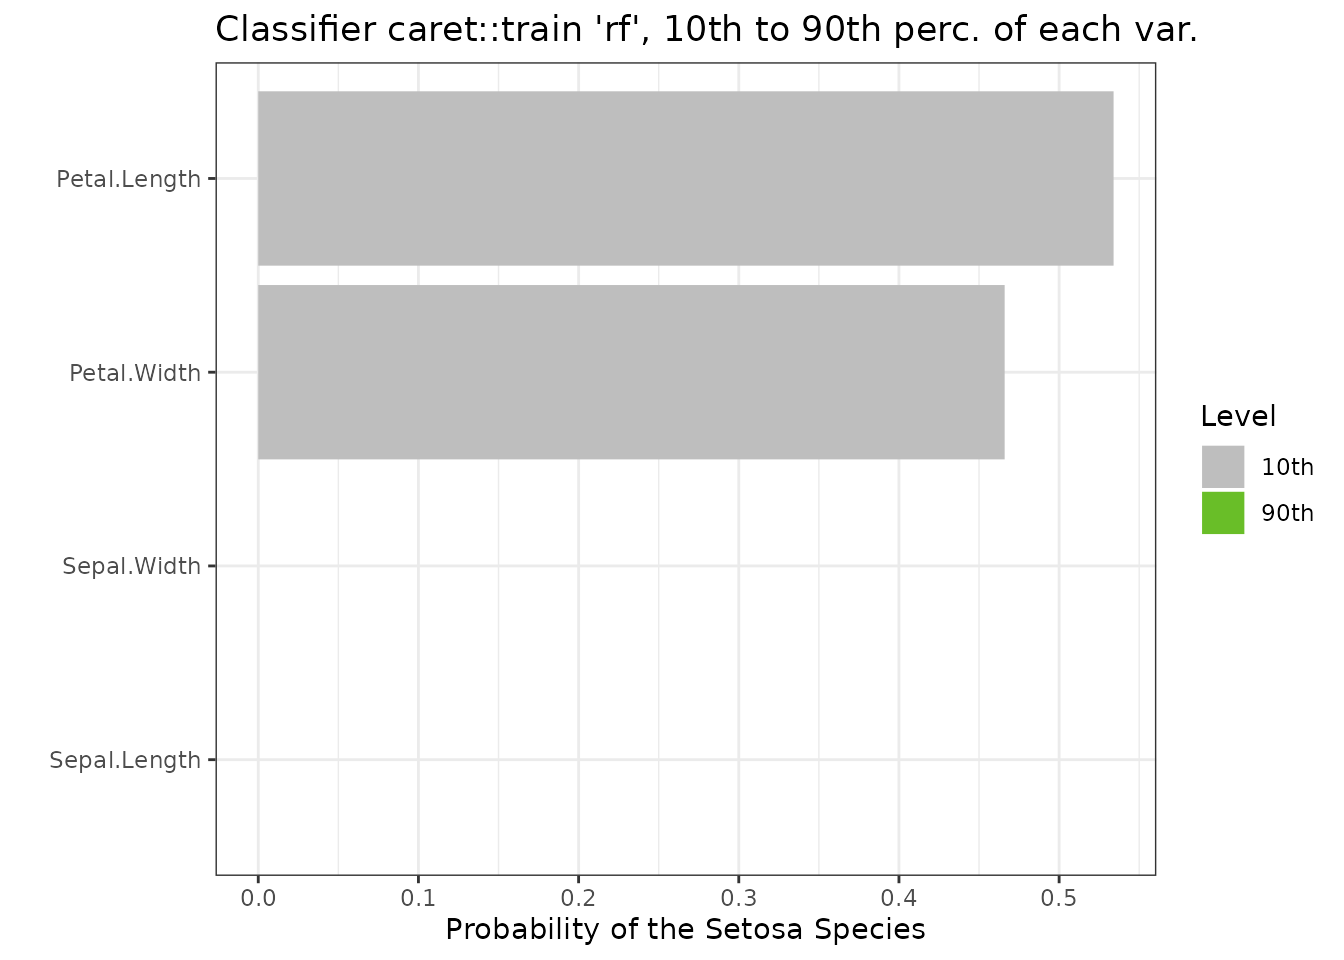 Classifier caret::train 'rf', 10th to 90th perc. of each var.
Petal.Length
Petal.Width
Sepal.Width
Sepal.Length
0.0 0.1 0.2 0.3 0.4 0.5
Probability of the Setosa Species
Level
10th
90th